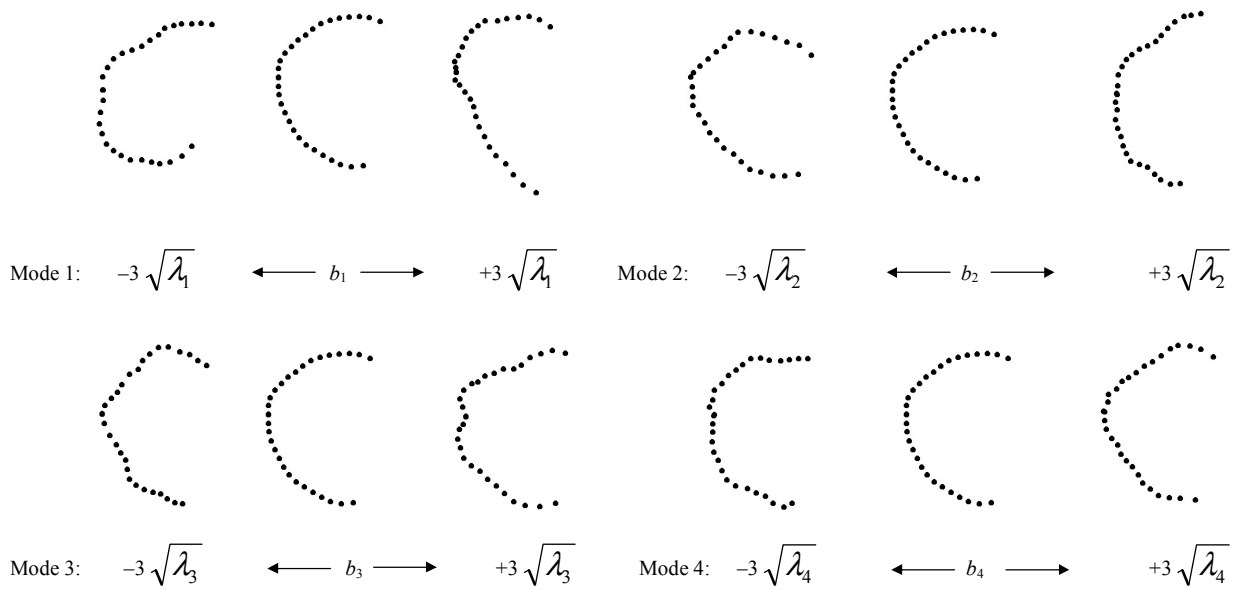 Mode 1: –3 √λ₁ ←— b₁ —→ +3 √λ₁ Mode 2: –3 √λ₂ ←— b₂ —→ +3 √λ₂
Mode 3: –3 √λ₃ ←— b₃ —→ +3 √λ₃ Mode 4: –3 √λ₄ ←— b₄ —→ +3 √λ₄